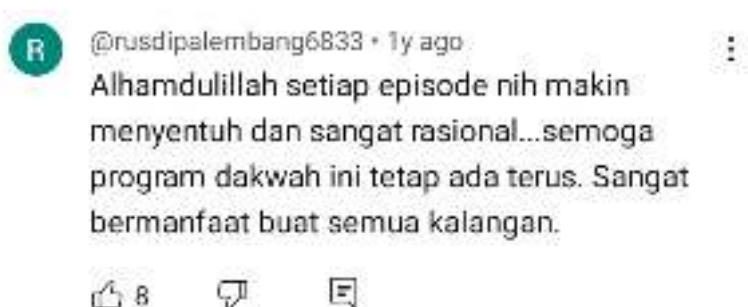 R
@rusdipalembang6833 • 1y ago
Alhamdulillah setiap episode nih makin
menyentuh dan sangat rasional...semoga
program dakwah ini tetap ada terus. Sangat
bermanfaat buat semua kalangan.
8